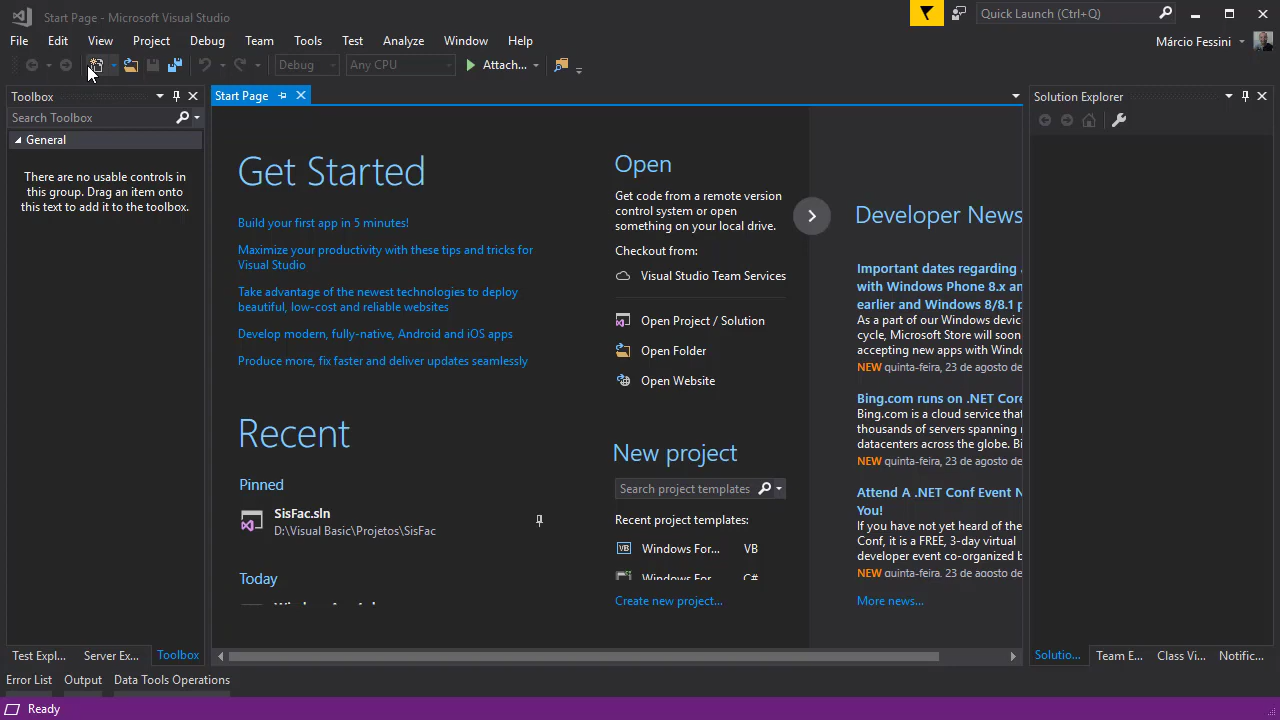 Start Page - Microsoft Visual Studio
Quick Launch (Ctrl+Q)
File Edit View Project Debug Team Tools Test Analyze Window Help
Márcio Fessini
Debug Any CPU Attach...
Toolbox
Search Toolbox
General
There are no usable controls in
this group. Drag an item onto
this text to add it to the toolbox.
Test Expl... Server Ex... Toolbox
Start Page
Get Started
Build your first app in 5 minutes!
Maximize your productivity with these tips and tricks for
Visual Studio
Take advantage of the newest technologies to deploy
beautiful, low-cost and reliable websites
Develop modern, fully-native, Android and iOS apps
Produce more, fix faster and deliver updates seamlessly
Recent
Pinned
SisFac.sln
D:\Visual Basic\Projetos\SisFac
Today
Open
Get code from a remote version
control system or open
something on your local drive.
Checkout from:
Visual Studio Team Services
Open Project / Solution
Open Folder
Open Website
New project
Search project templates
Recent project templates:
Windows For... VB
Windows For... C#
Create new project...
Developer News
Important dates regarding
with Windows Phone 8.x an
earlier and Windows 8/8.1 p
As a part of our Windows devic
cycle, Microsoft Store will soon
accepting new apps with Windo
NEW quinta-feira, 23 de agosto de
Bing.com runs on .NET Core
Bing.com is a cloud service that
thousands of servers spanning
datacenters across the globe. Bi
NEW quinta-feira, 23 de agosto de
Attend A .NET Conf Event N
You!
If you have not yet heard of the
Conf, it is a FREE, 3-day virtual
developer event co-organized b
NEW quinta-feira, 23 de agosto de
More news...
Solution Explorer
Solutio... Team E... Class Vi... Notific...
Error List Output Data Tools Operations
Ready